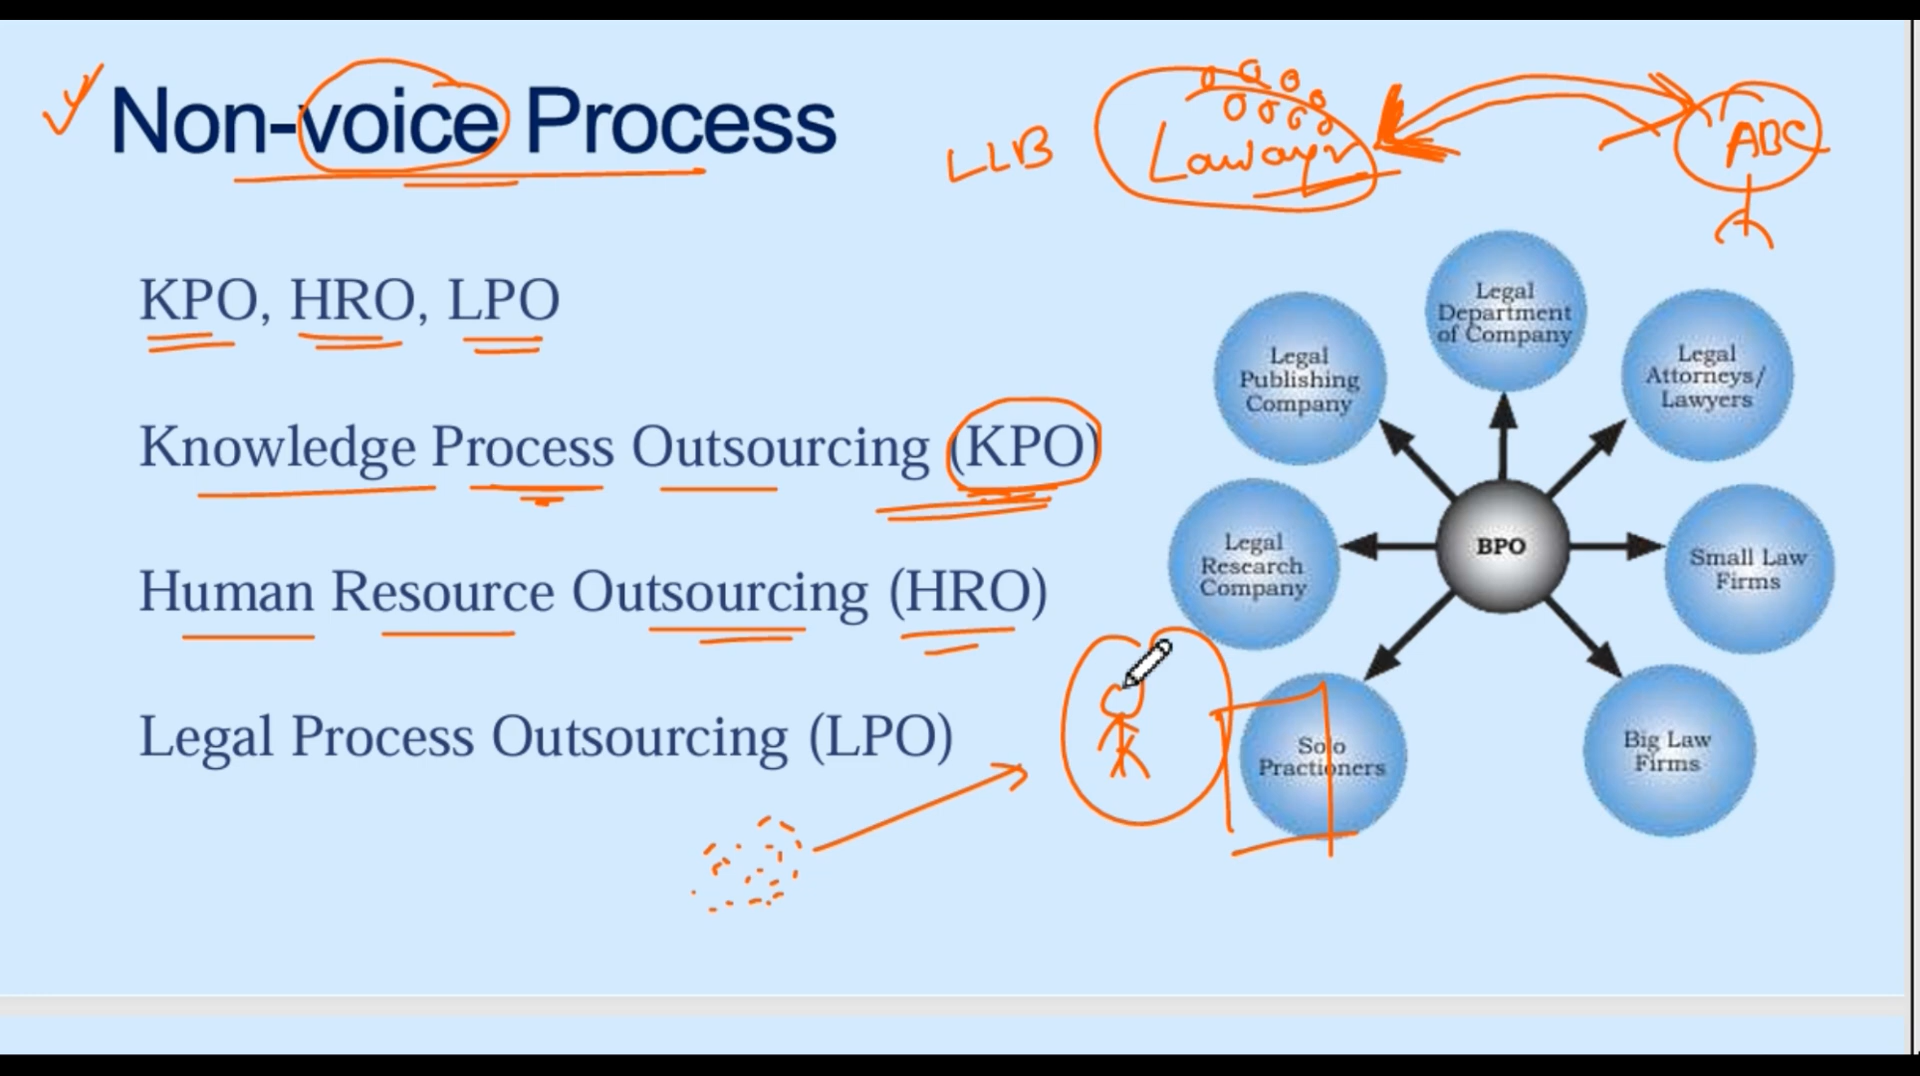 Non-voice Process
LLB
Lawayr
ABC
KPO, HRO, LPO
Knowledge Process Outsourcing (KPO)
Human Resource Outsourcing (HRO)
Legal Process Outsourcing (LPO)
Legal
Department
of Company
Legal
Publishing
Company
Legal
Attorneys/
Lawyers
Legal
Research
Company
BPO
Small Law
Firms
Solo
Practioners
Big Law
Firms